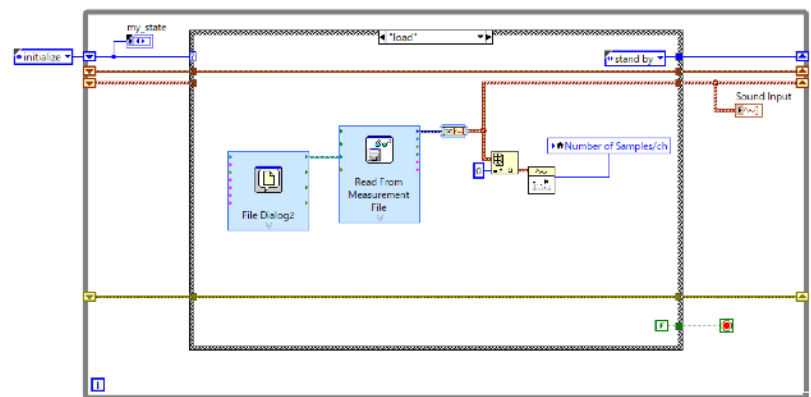 my_state
"load"
initialize
stand by
Sound Input
Number of Samples/ch
0
Read From
Measurement
File
File Dialog2
F
i